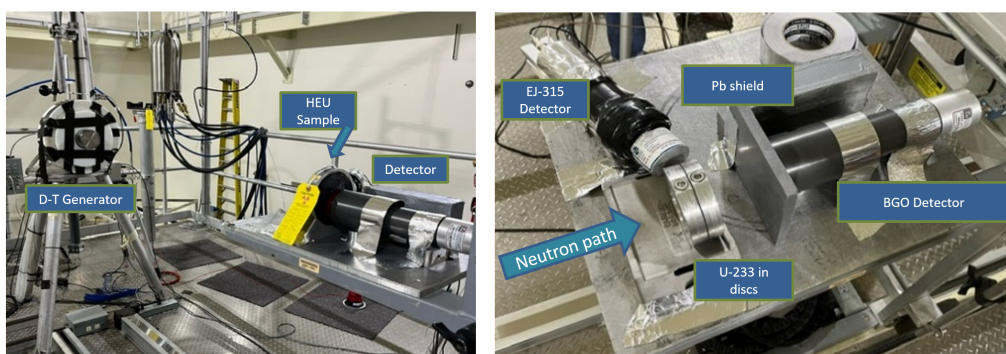 HEU
Sample
Detector
D-T Generator
EJ-315
Detector
Pb shield
BGO Detector
Neutron path
U-233 in
discs